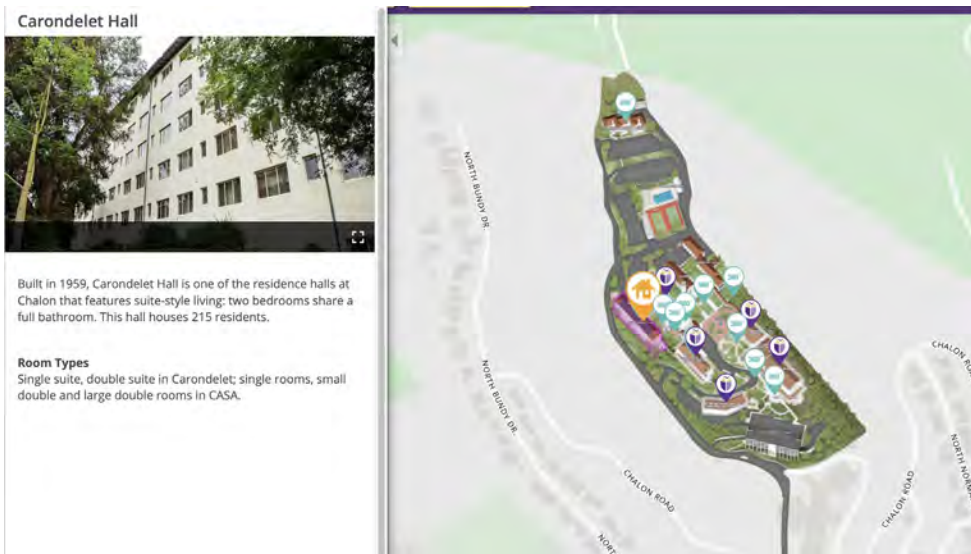 Carondelet Hall
Built in 1959, Carondelet Hall is one of the residence halls at
Chalon that features suite-style living: two bedrooms share a
full bathroom. This hall houses 215 residents.
Room Types
Single suite, double suite in Carondelet; single rooms, small
double and large double rooms in CASA.
NORTH BUNDY DR.
NORTH BUNDY DR.
CHALON ROAD
CHALON ROAD
NORTH